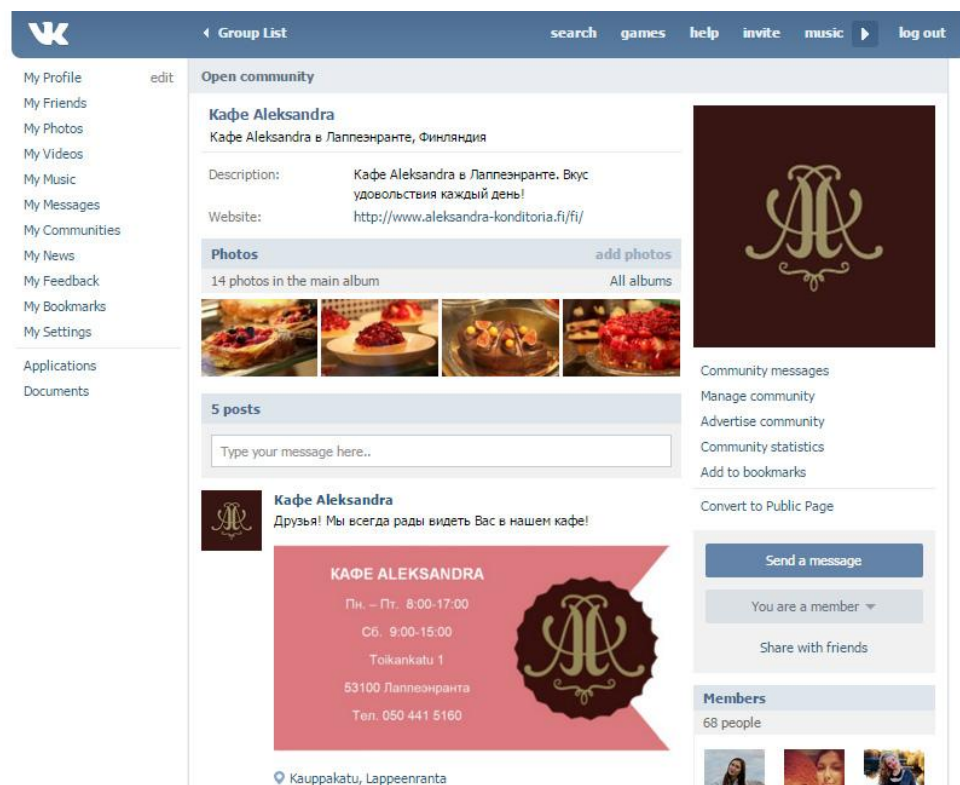 Group List
search games help invite music log out
My Profile edit
My Friends
My Photos
My Videos
My Music
My Messages
My Communities
My News
My Feedback
My Bookmarks
My Settings
Applications
Documents
Open community
Кафе Aleksandra
Кафе Aleksandra в Лаппеэнранте, Финляндия
Description: Кафе Aleksandra в Лаппеэнранте. Вкус
удовольствия каждый день!
Website: http://www.aleksandra-konditoria.fi/fi/
Photos add photos
14 photos in the main album All albums
5 posts
Type your message here..
Кафе Aleksandra
Друзья! Мы всегда рады видеть Вас в нашем кафе!
КАФЕ ALEKSANDRA
Пн. – Пт. 8:00-17:00
Сб. 9:00-15:00
Toikankatu 1
53100 Лаппеэнранта
Тел. 050 441 5160
Kauppakatu, Lappeenranta
Community messages
Manage community
Advertise community
Community statistics
Add to bookmarks
Convert to Public Page
Send a message
You are a member
Share with friends
Members
68 people